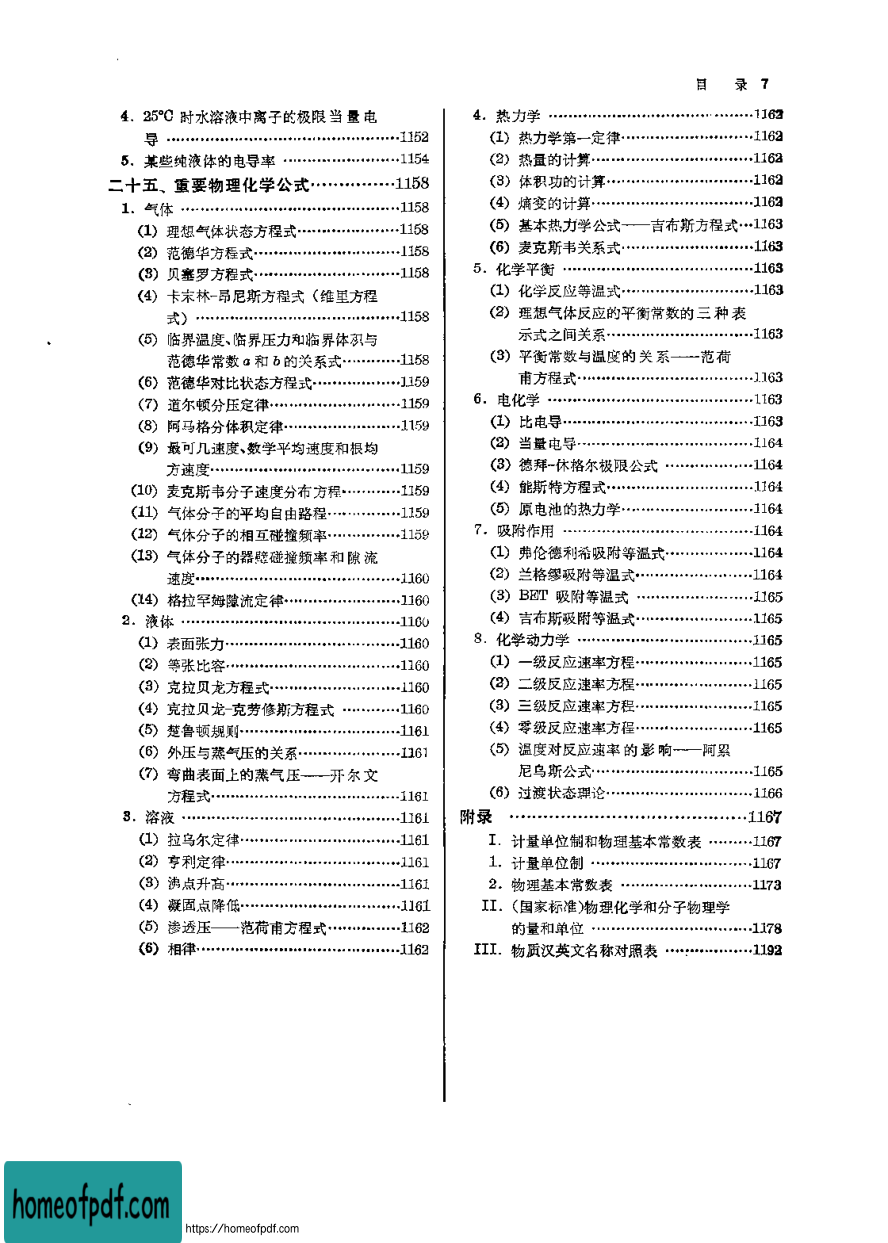 目 录 7
4. 25°C 时水溶液中离子的极限当量电
导 ……………………………………1152
5. 某些纯液体的电导率 …………………1154
二十五、重要物理化学公式……………1158
1. 气体 …………………………………1158
(1) 理想气体状态方程式…………………1158
(2) 范德华方程式………………………1158
(3) 贝塞罗方程式………………………1158
(4) 卡末林-昂尼斯方程式（维里方程
式）…………………………………1158
(5) 临界温度、临界压力和临界体积与
范德华常数 a 和 b 的关系式…………1158
(6) 范德华对比状态方程式………………1159
(7) 道尔顿分压定律………………………1159
(8) 阿马格分体积定律……………………1159
(9) 最可几速度、数学平均速度和根均
方速度…………………………………1159
(10) 麦克斯韦分子速度分布方程…………1159
(11) 气体分子的平均自由路程……………1159
(12) 气体分子的相互碰撞频率……………1159
(13) 气体分子的器壁碰撞频率和隙流
速度……………………………………1160
(14) 格拉罕姆隙流定律……………………1160
2. 液体 …………………………………1160
(1) 表面张力………………………………1160
(2) 等张比容………………………………1160
(3) 克拉贝龙方程式………………………1160
(4) 克拉贝龙-克劳修斯方程式 …………1160
(5) 楚鲁顿规则……………………………1161
(6) 外压与蒸气压的关系…………………1161
(7) 弯曲表面上的蒸气压——开尔文
方程式…………………………………1161
3. 溶液 …………………………………1161
(1) 拉乌尔定律……………………………1161
(2) 亨利定律………………………………1161
(3) 沸点升高………………………………1161
(4) 凝固点降低……………………………1161
(5) 渗透压——范荷甫方程式……………1162
(6) 相律……………………………………1162
4. 热力学 ………………………………1162
(1) 热力学第一定律………………………1162
(2) 热量的计算……………………………1162
(3) 体积功的计算…………………………1162
(4) 熵变的计算……………………………1162
(5) 基本热力学公式——吉布斯方程式…1163
(6) 麦克斯韦关系式………………………1163
5. 化学平衡 ……………………………1163
(1) 化学反应等温式………………………1163
(2) 理想气体反应的平衡常数的三种表
示式之间关系…………………………1163
(3) 平衡常数与温度的关系——范荷
甫方程式………………………………1163
6. 电化学 ………………………………1163
(1) 比电导…………………………………1163
(2) 当量电导………………………………1164
(3) 德拜-休格尔极限公式 ………………1164
(4) 能斯特方程式…………………………1164
(5) 原电池的热力学………………………1164
7. 吸附作用 ……………………………1164
(1) 弗伦德利希吸附等温式………………1164
(2) 兰格缪吸附等温式……………………1164
(3) BET 吸附等温式 ……………………1165
(4) 吉布斯吸附等温式……………………1165
8. 化学动力学 …………………………1165
(1) 一级反应速率方程……………………1165
(2) 二级反应速率方程……………………1165
(3) 三级反应速率方程……………………1165
(4) 零级反应速率方程……………………1165
(5) 温度对反应速率的影响——阿累
尼乌斯公式……………………………1165
(6) 过渡状态理论…………………………1166
附录 ……………………………………1167
I. 计量单位制和物理基本常数表 ………1167
1. 计量单位制 …………………………1167
2. 物理基本常数表 ……………………1173
II. (国家标准)物理化学和分子物理学
的量和单位 ……………………………1178
III. 物质汉英文名称对照表 ………………1192
homeofpdf.com
https://homeofpdf.com